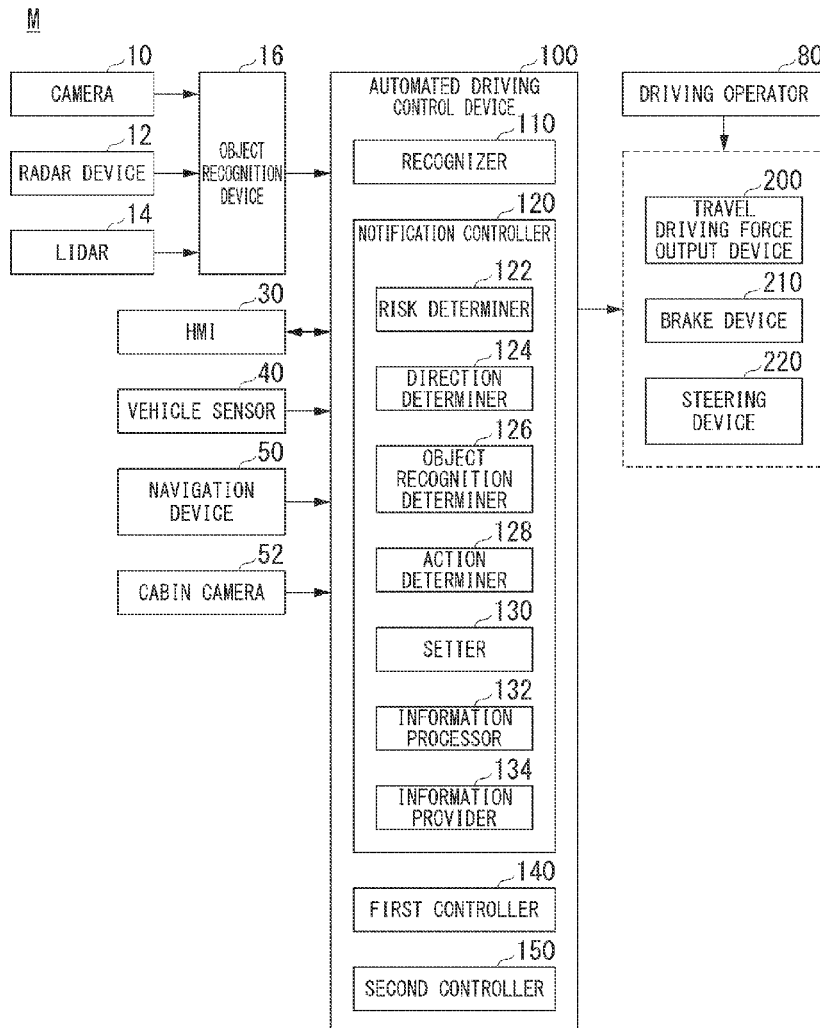 M
10
CAMERA
12
RADAR DEVICE
14
LIDAR
16
OBJECT
RECOGNITION
DEVICE
30
HMI
40
VEHICLE SENSOR
50
NAVIGATION
DEVICE
52
CABIN CAMERA
100
AUTOMATED DRIVING
CONTROL DEVICE
110
RECOGNIZER
120
NOTIFICATION CONTROLLER
122
RISK DETERMINER
124
DIRECTION
DETERMINER
126
OBJECT
RECOGNITION
DETERMINER
128
ACTION
DETERMINER
130
SETTER
132
INFORMATION
PROCESSOR
134
INFORMATION
PROVIDER
140
FIRST CONTROLLER
150
SECOND CONTROLLER
80
DRIVING OPERATOR
200
TRAVEL
DRIVING FORCE
OUTPUT DEVICE
210
BRAKE DEVICE
220
STEERING
DEVICE